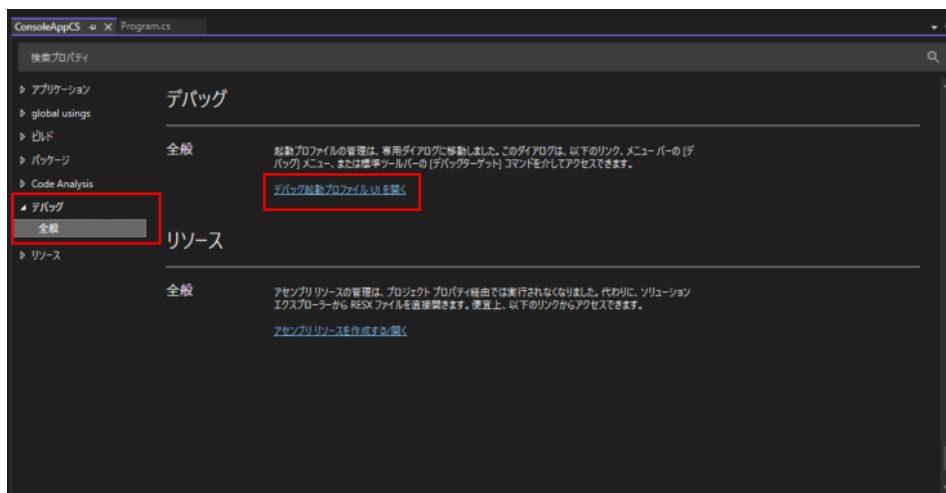 ConsoleAppCS Program.cs
検索プロパティ
アプリケーション
global usings
ビルド
パッケージ
Code Analysis
デバッグ
全般
リソース
デバッグ
全般
起動プロファイルの管理は、専用ダイアログに移動しました。このダイアログは、以下のリンク、メニュー バーの [デ
バッグ] メニュー、または標準ツールバーの [デバッグターゲット] コマンドを介してアクセスできます。
デバッグ起動プロファイル UI を開く
リソース
全般
アセンブリ リソースの管理は、プロジェクト プロパティ経由では実行されなくなりました。代わりに、ソリューション
エクスプローラーから RESX ファイルを直接開きます。便宜上、以下のリンクからアクセスできます。
アセンブリ リソースを作成する/開く